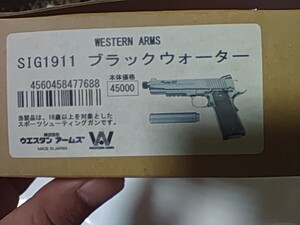 WESTERN ARMS
SIG1911 ブラックウォーター
4560458477688
本体価格
45000
当製品は、18歳以上を対象とした
スポーツシューティングガンです。
株式会社
ウエスタン アームズ
MADE IN JAPAN
WESTERN ARMS